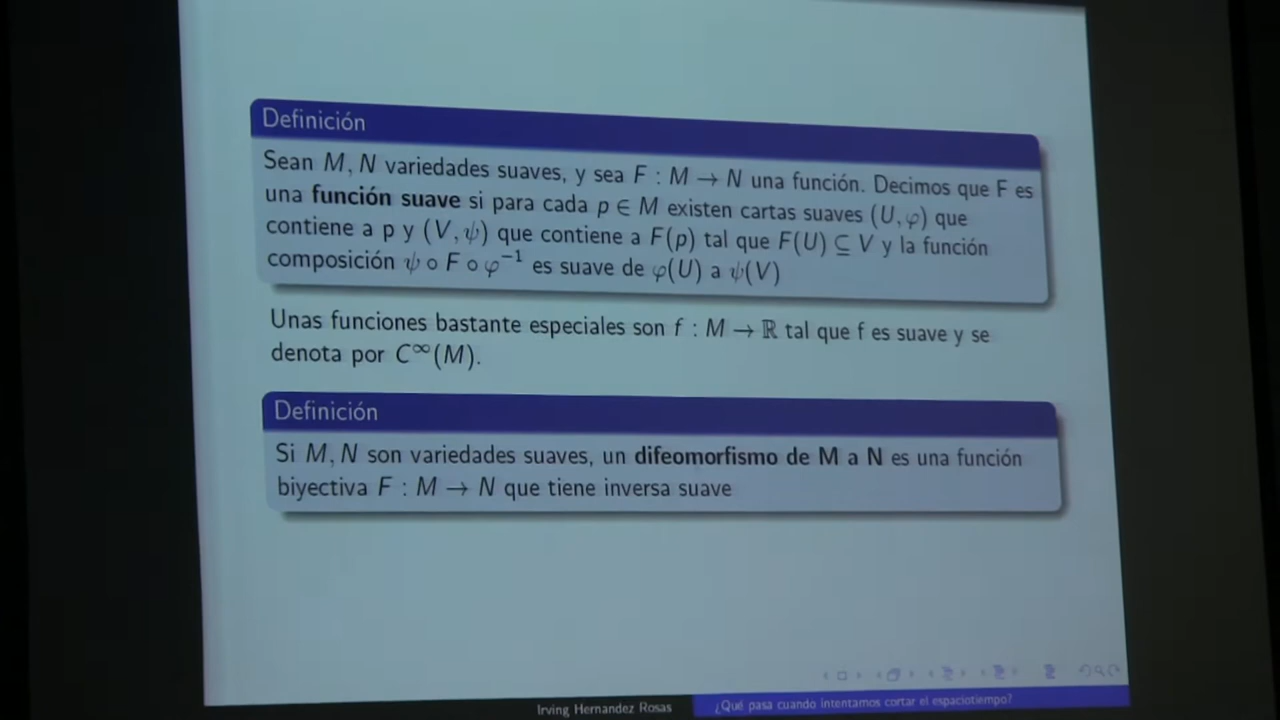 Definición
Sean M, N variedades suaves, y sea F : M → N una función. Decimos que F es
una función suave si para cada p ∈ M existen cartas suaves (U, φ) que
contiene a p y (V, ψ) que contiene a F(p) tal que F(U) ⊆ V y la función
composición ψ ∘ F ∘ φ⁻¹ es suave de φ(U) a ψ(V)
Unas funciones bastante especiales son f : M → ℝ tal que f es suave y se
denota por C^∞(M).
Definición
Si M, N son variedades suaves, un difeomorfismo de M a N es una función
biyectiva F : M → N que tiene inversa suave
Irving Hernandez Rosas
¿Qué pasa cuando intentamos cortar el espaciotiempo?